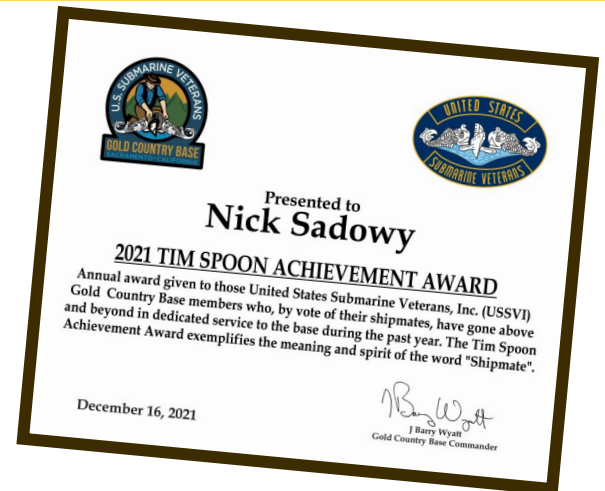 U.S. SUBMARINE VETERANS
GOLD COUNTRY BASE
SACRAMENTO • CALIFORNIA
UNITED STATES
SUBMARINE VETERANS
Presented to
Nick Sadowy
2021 TIM SPOON ACHIEVEMENT AWARD
Annual award given to those United States Submarine Veterans, Inc. (USSVI)
Gold Country Base members who, by vote of their shipmates, have gone above
and beyond in dedicated service to the base during the past year. The Tim Spoon
Achievement Award exemplifies the meaning and spirit of the word "Shipmate".
J Barry Wyatt
December 16, 2021
J Barry Wyatt
Gold Country Base Commander